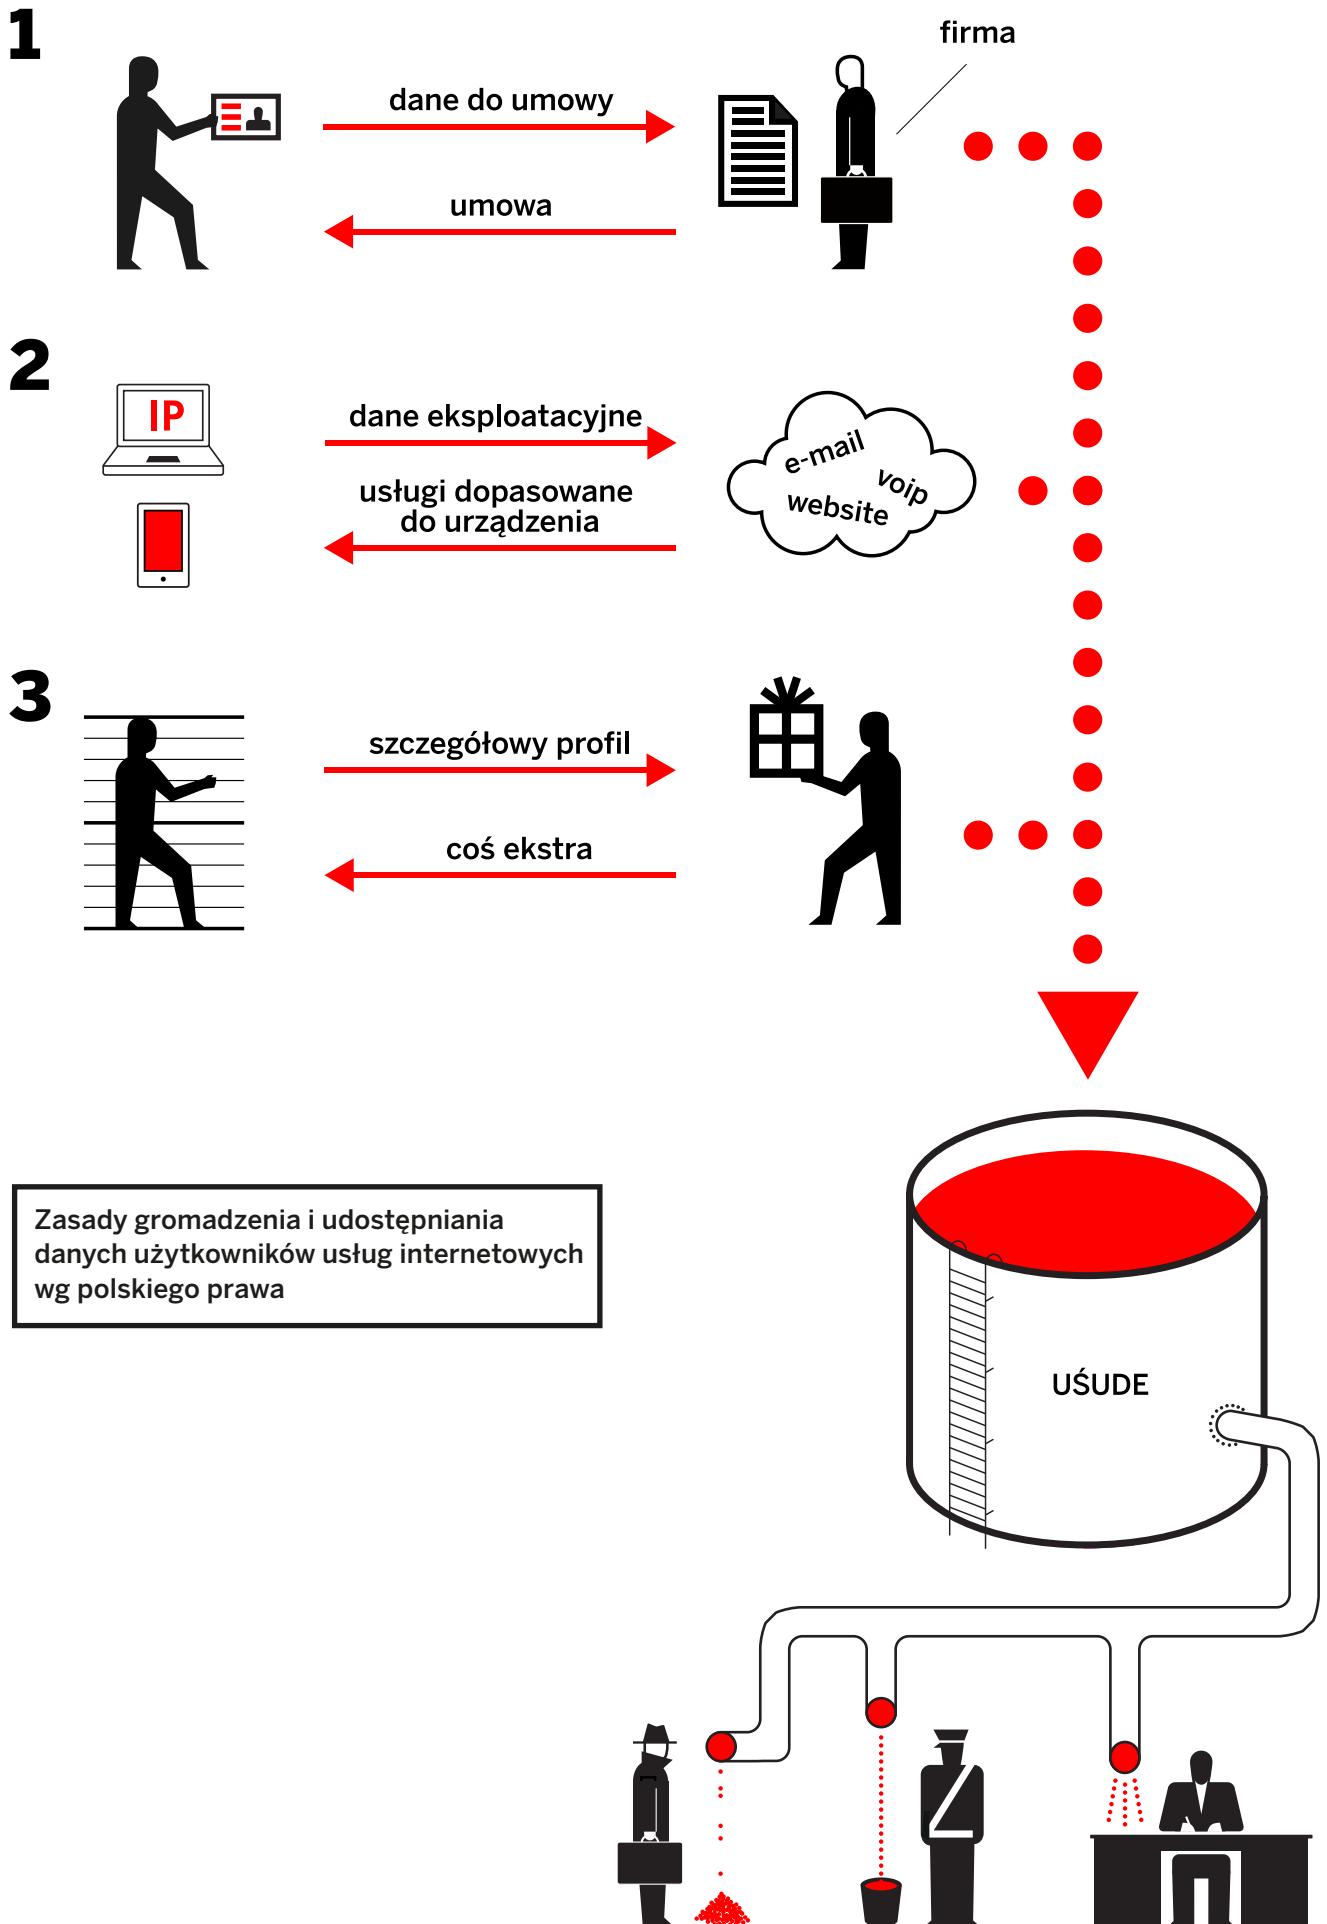 1
firma
dane do umowy
umowa
2
IP
dane eksploatacyjne
usługi dopasowane
do urządzenia
e-mail
voip
website
3
szczegółowy profil
coś ekstra
Zasady gromadzenia i udostępniania
danych użytkowników usług internetowych
wg polskiego prawa
UŚUDE